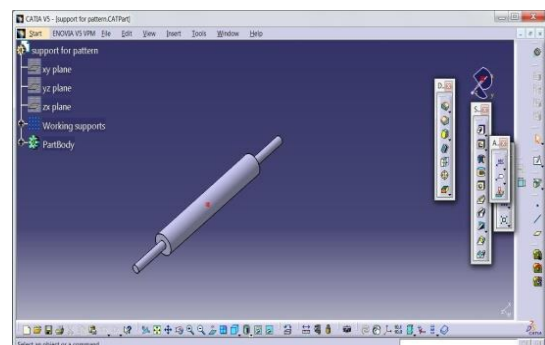 CATIA V5 - [support for pattern.CATPart]
Start ENOVIA V5 VPM File Edit View Insert Tools Window Help
support for pattern
xy plane
yz plane
zx plane
Working supports
PartBody
D...
S...
A...
Select an object or a command
CATIA